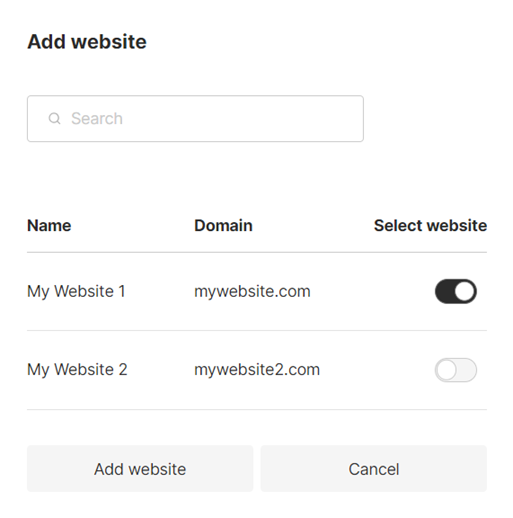 Add website
Search
Name Domain Select website
My Website 1 mywebsite.com
My Website 2 mywebsite2.com
Add website Cancel